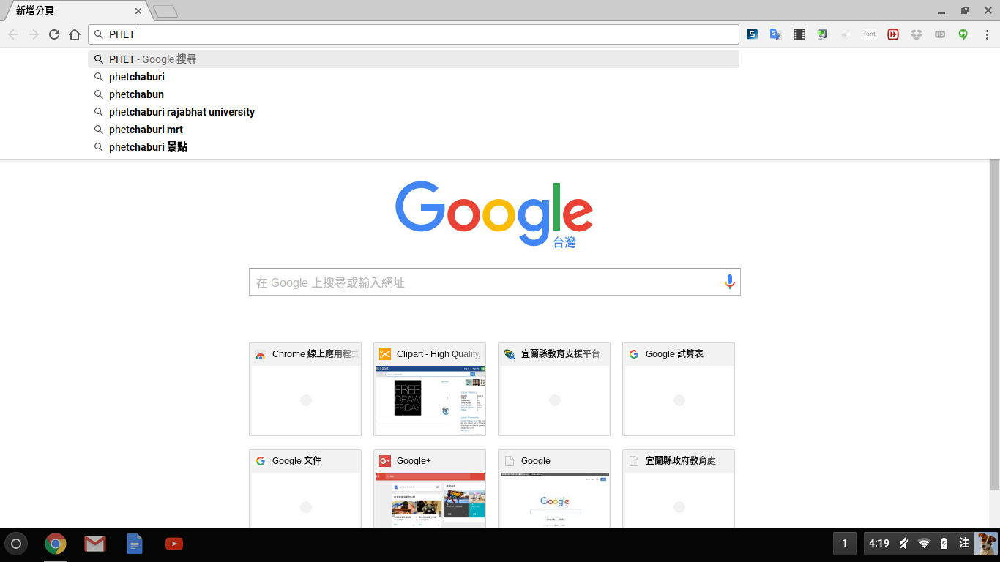 新增分頁
PHET
font
HD
PHET - Google 搜尋
phetchaburi
phetchabun
phetchaburi rajabhat university
phetchaburi mrt
phetchaburi 景點
Google
台灣
在 Google 上搜尋或輸入網址
Chrome 線上應用程式
Clipart - High Quality,
宜蘭縣教育支援平台
Google 試算表
FREE
DRAW
FRIDAY
Google 文件
Google+
Google
宜蘭縣政府教育處
Google
1
4:19
注